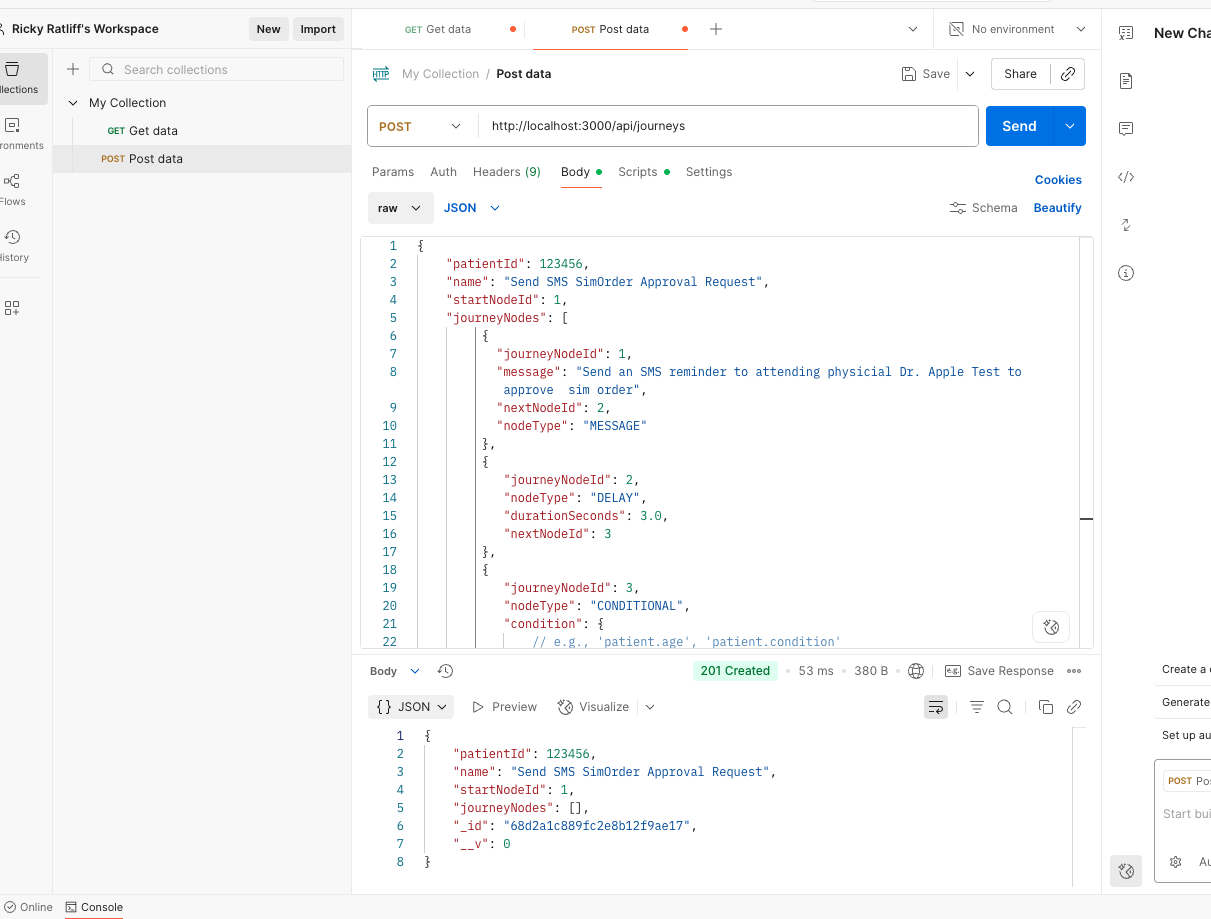 Ricky Ratliff's Workspace
New
Import
GET Get data
POST Post data
No environment
New Cha
llections
ronments
Flows
History
Search collections
My Collection
GET Get data
POST Post data
HTTP
My Collection / Post data
Save
Share
POST
http://localhost:3000/api/journeys
Send
Params
Auth
Headers (9)
Body
Scripts
Settings
Cookies
raw
JSON
Schema
Beautify
1 {
2 "patientId": 123456,
3 "name": "Send SMS SimOrder Approval Request",
4 "startNodeId": 1,
5 "journeyNodes": [
6 {
7 "journeyNodeId": 1,
8 "message": "Send an SMS reminder to attending physicial Dr. Apple Test to
approve  sim order",
9 "nextNodeId": 2,
10 "nodeType": "MESSAGE"
11 },
12 {
13 "journeyNodeId": 2,
14 "nodeType": "DELAY",
15 "durationSeconds": 3.0,
16 "nextNodeId": 3
17 },
18 {
19 "journeyNodeId": 3,
20 "nodeType": "CONDITIONAL",
21 "condition": {
22 // e.g., 'patient.age', 'patient.condition'
Body
201 Created
53 ms
380 B
e.g.
Save Response
{} JSON
Preview
Visualize
1 {
2 "patientId": 123456,
3 "name": "Send SMS SimOrder Approval Request",
4 "startNodeId": 1,
5 "journeyNodes": [],
6 "_id": "68d2a1c889fc2e8b12f9ae17",
7 "__v": 0
8 }
Create a
Generate
Set up au
POST Pos
Start bui
Au
Online
Console